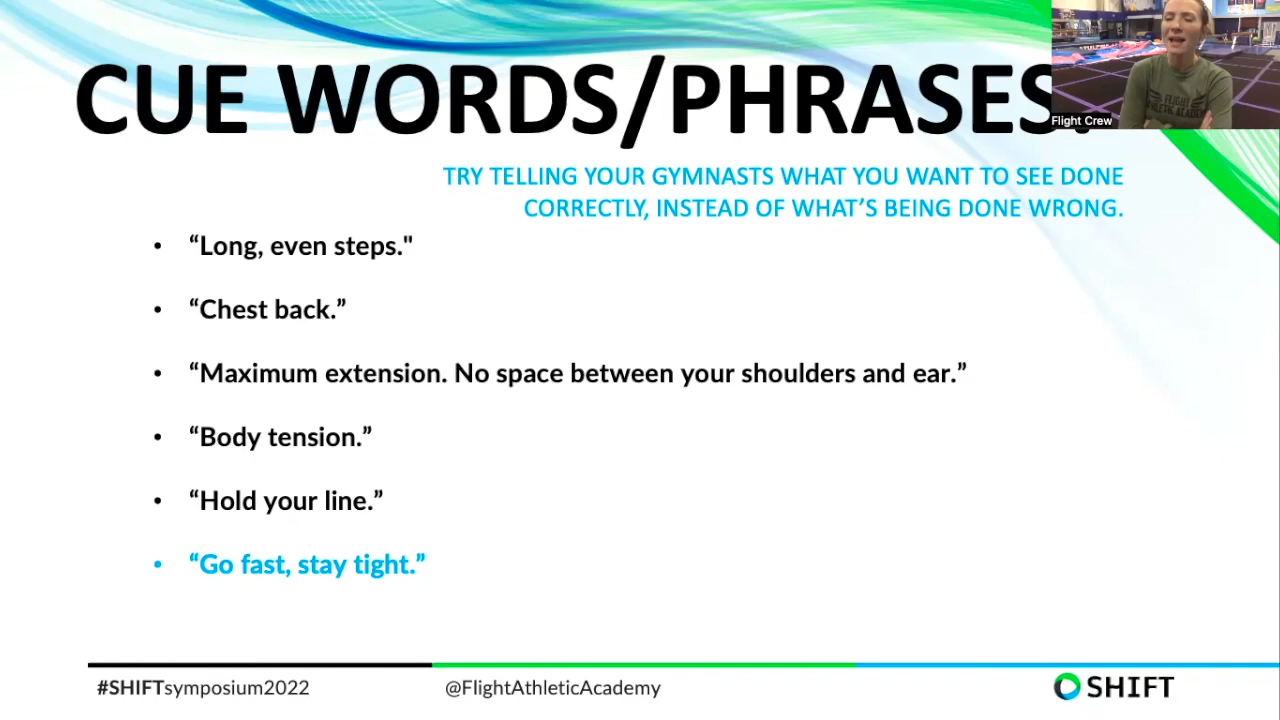 CUE WORDS/PHRASES
Flight Crew
TRY TELLING YOUR GYMNASTS WHAT YOU WANT TO SEE DONE
CORRECTLY, INSTEAD OF WHAT’S BEING DONE WRONG.
• “Long, even steps."
• “Chest back.”
• “Maximum extension. No space between your shoulders and ear.”
• “Body tension.”
• “Hold your line.”
• “Go fast, stay tight.”
#SHIFTsymposium2022
@FlightAthleticAcademy
SHIFT